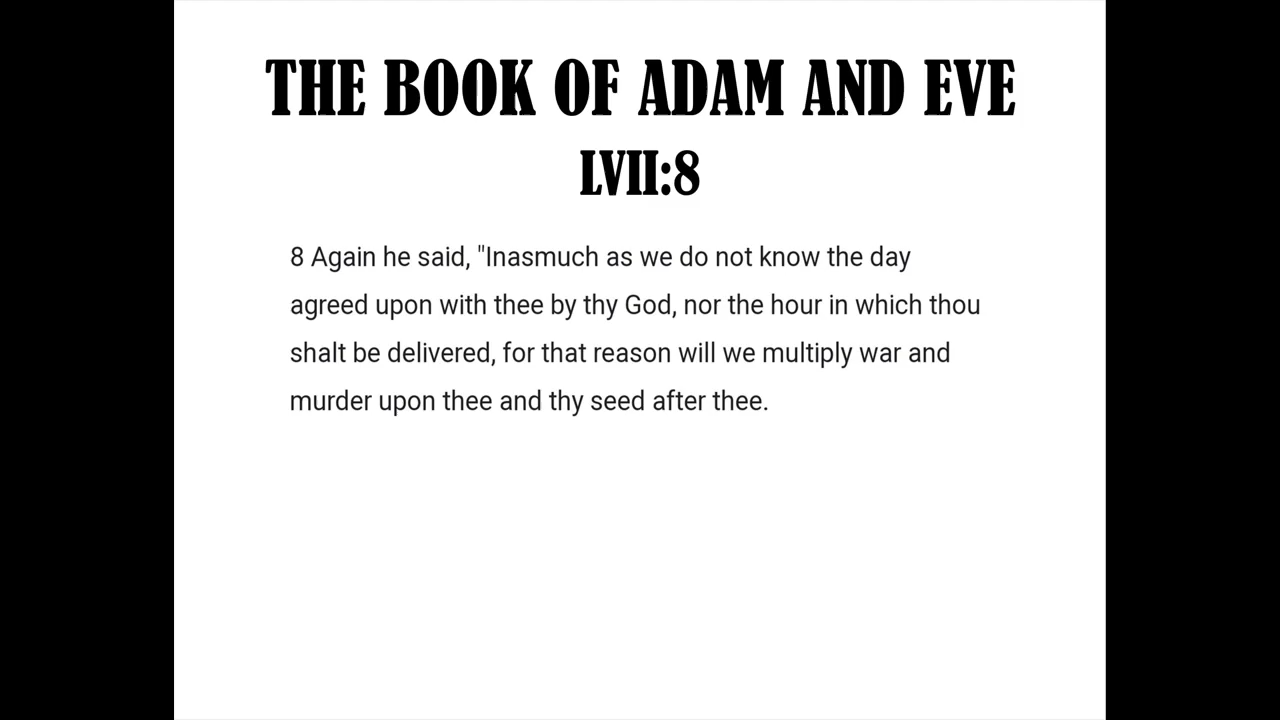 THE BOOK OF ADAM AND EVE
LVII:8
8 Again he said, "Inasmuch as we do not know the day
agreed upon with thee by thy God, nor the hour in which thou
shalt be delivered, for that reason will we multiply war and
murder upon thee and thy seed after thee.